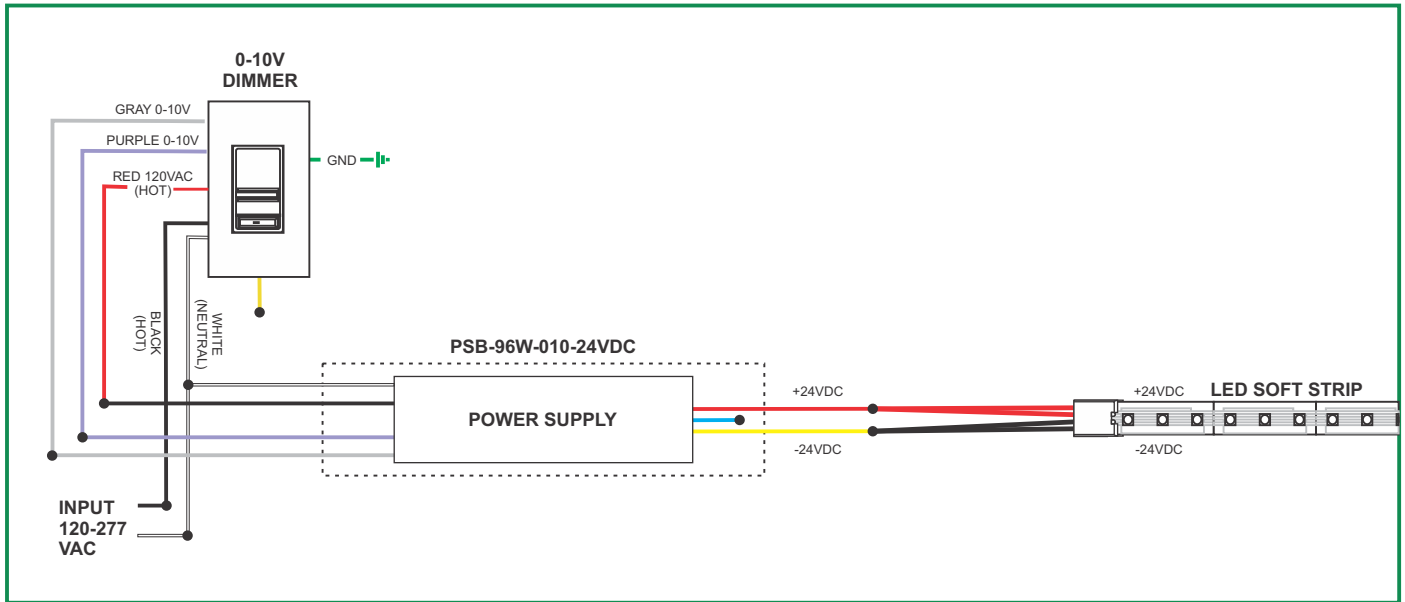 0-10V
DIMMER
GRAY 0-10V
PURPLE 0-10V
RED 120VAC
(HOT)
GND
BLACK
(HOT)
WHITE
(NEUTRAL)
PSB-96W-010-24VDC
POWER SUPPLY
+24VDC
-24VDC
+24VDC
LED SOFT STRIP
-24VDC
INPUT
120-277
VAC